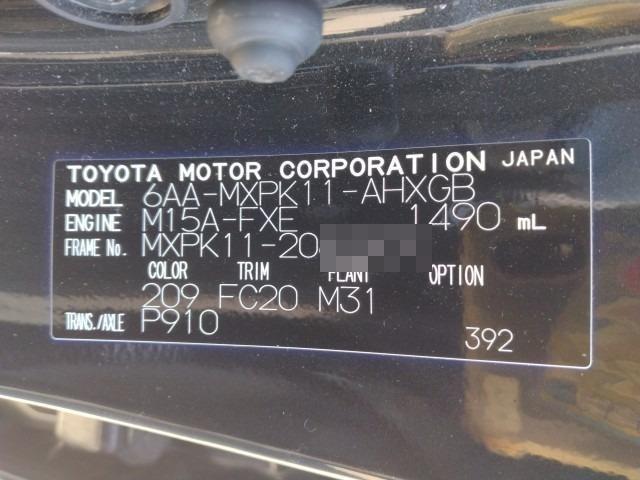 TOYOTA MOTOR CORPORATION JAPAN
MODEL 6AA-MXPK11-AHXGB
ENGINE M15A-FXE 1490 mL
FRAME No. MXPK11-20
COLOR TRIM PLANT OPTION
209 FC20 M31
TRANS./AXLE P910
392